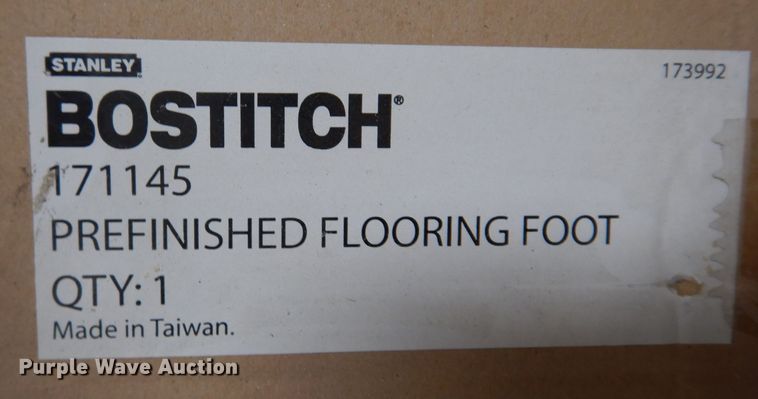 STANLEY
173992
BOSTITCH®
171145
PREFINISHED FLOORING FOOT
QTY: 1
Made in Taiwan.
Purple Wave Auction